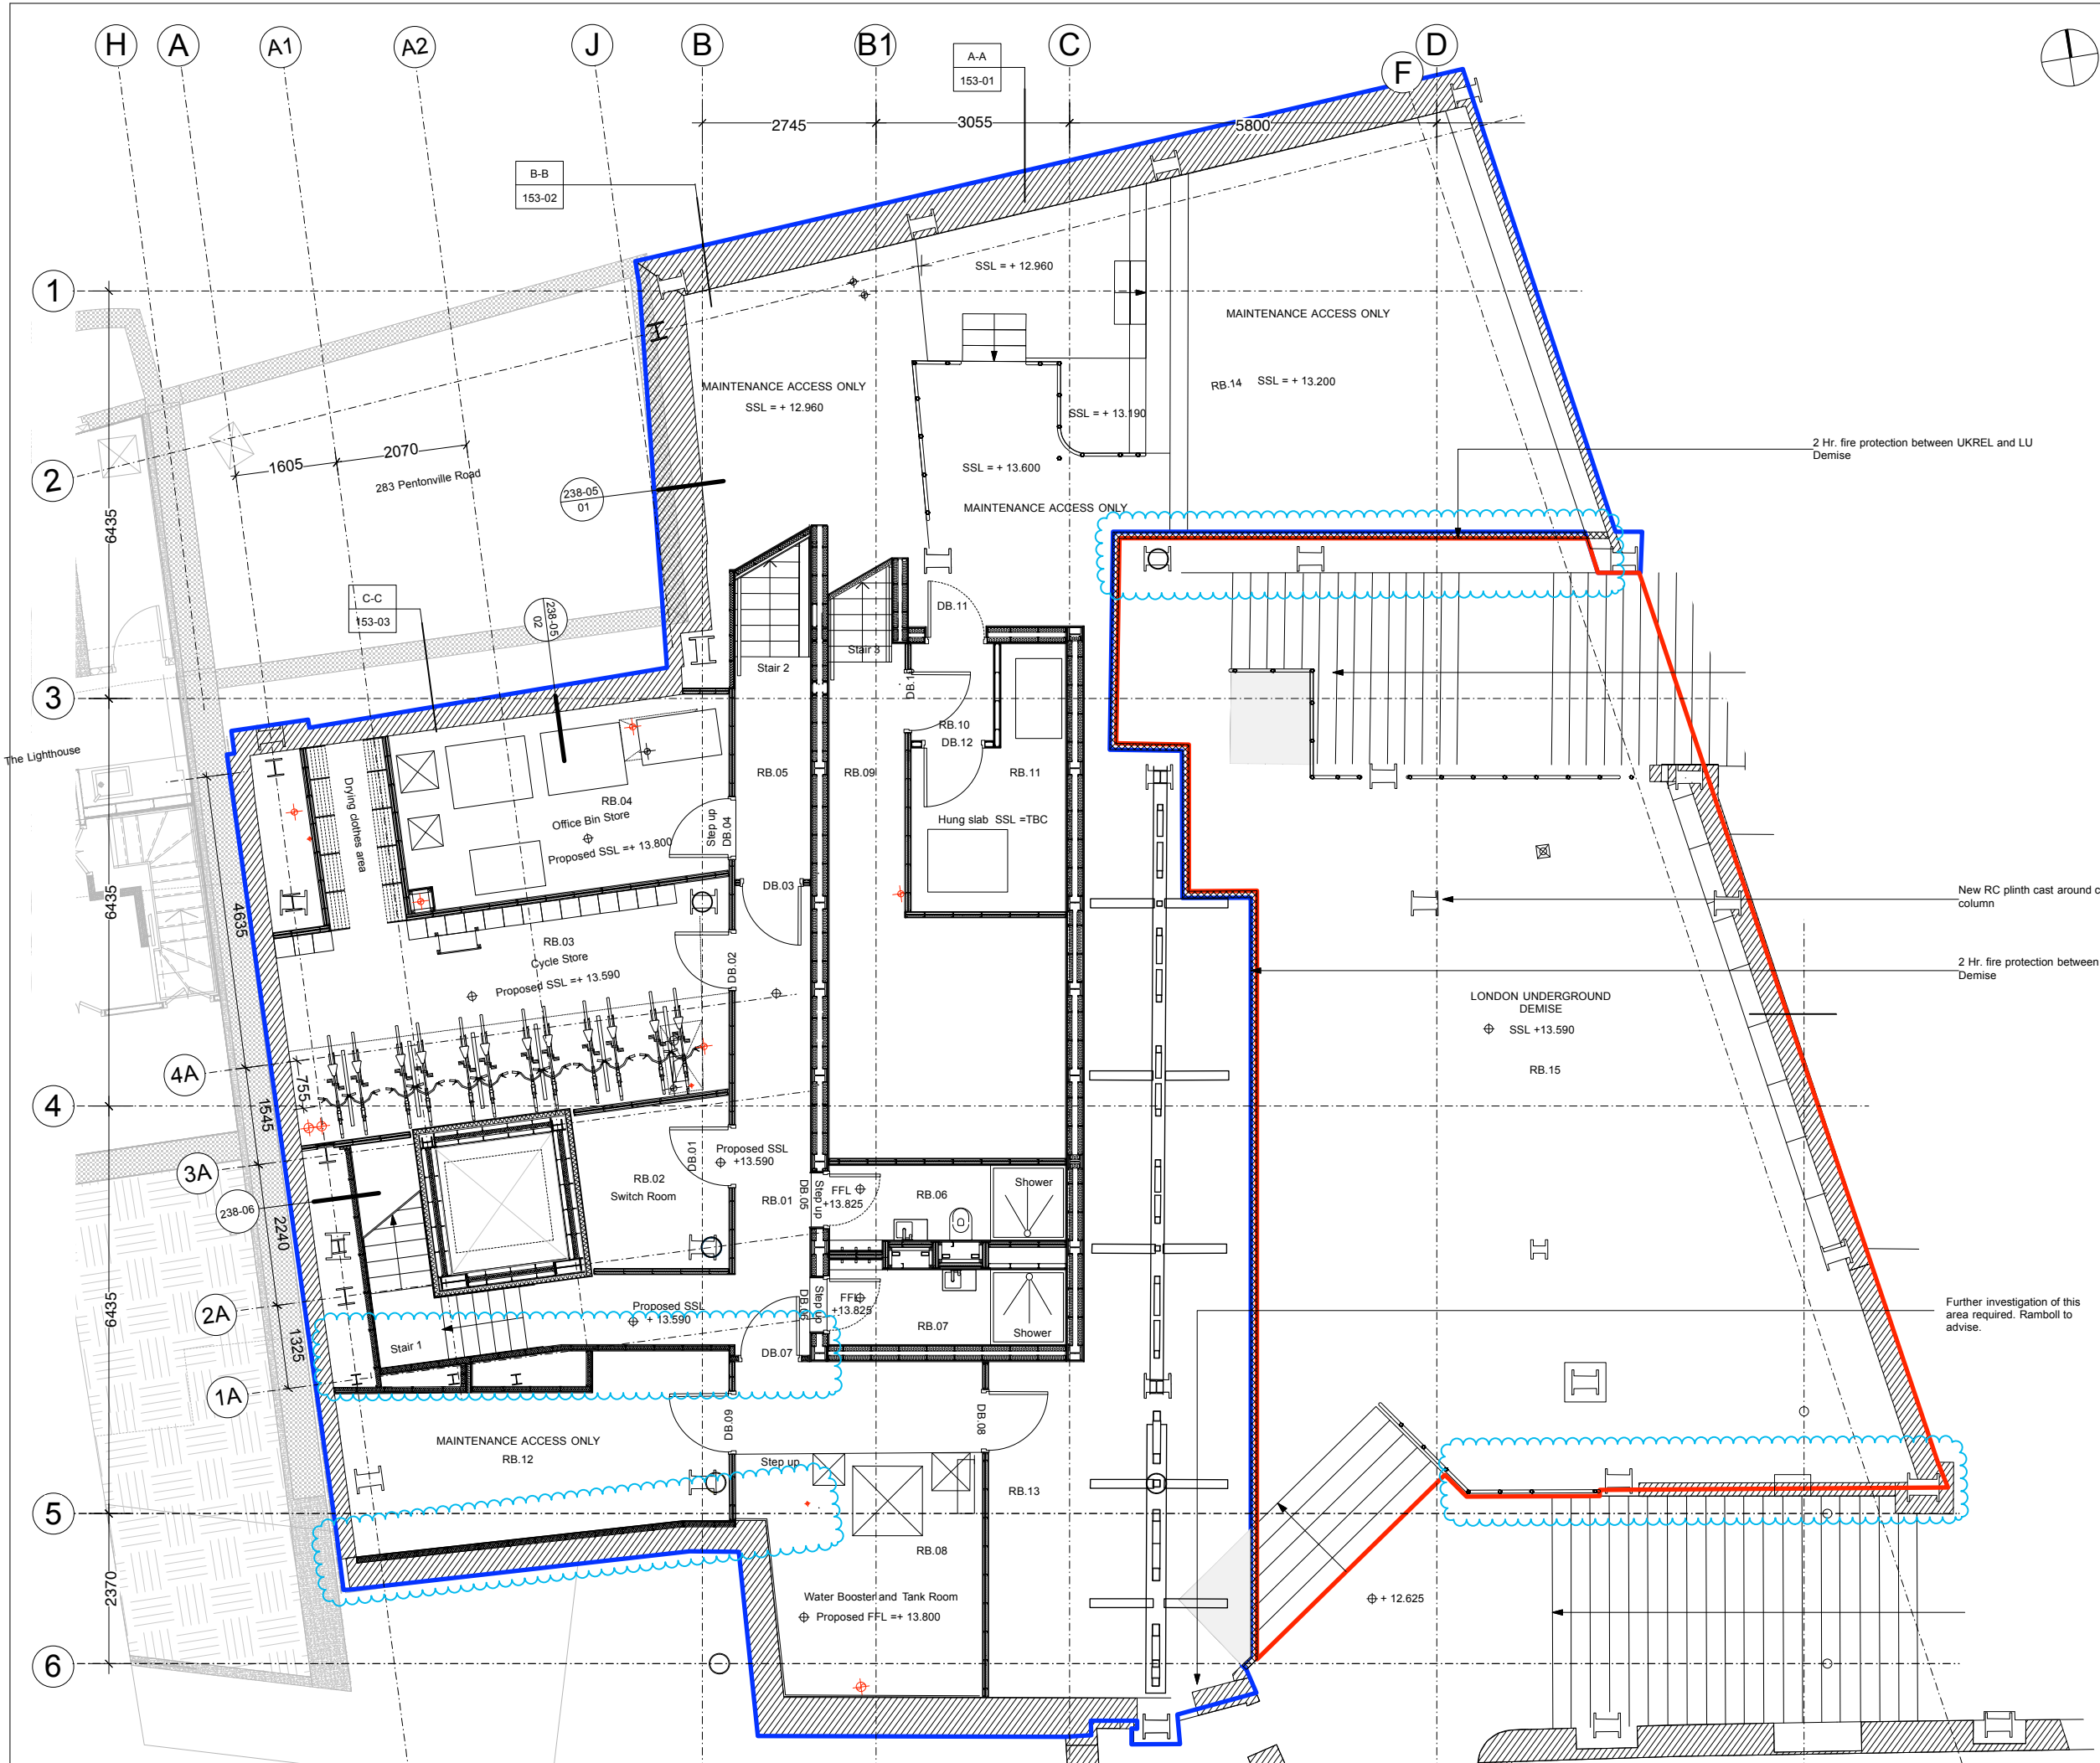 H
A
A1
A2
J
B
B1
C
F
D
A-A
153-01
2745
3055
5800
B-B
153-02
1
SSL = + 12.960
MAINTENANCE ACCESS ONLY
MAINTENANCE ACCESS ONLY
SSL = + 12.960
RB.14
SSL = + 13.200
SSL = + 13.190
2 Hr. fire protection between UKREL and LU
Demise
2
1605
2070
283 Pentonville Road
238-05
01
SSL = + 13.600
MAINTENANCE ACCESS ONLY
6435
C-C
153-03
238-05
02
DB.11
Stair 2
Stair 3
3
RB.10
DB.12
The Lighthouse
Drying clothes area
RB.04
Office Bin Store
Proposed SSL =+ 13.800
Step up
DB.04
RB.05
RB.09
RB.11
Hung slab SSL =TBC
DB.03
6435
4635
New RC plinth cast around c
column
RB.03
Cycle Store
Proposed SSL =+ 13.590
DB.02
2 Hr. fire protection between
Demise
LONDON UNDERGROUND
DEMISE
SSL +13.590
RB.15
4A
755
4
1545
3A
DB.01
Proposed SSL
+13.590
RB.02
Switch Room
RB.01
DB.05
Step up
FFL
+13.825
RB.06
Shower
238-06
2240
2A
6435
1325
Proposed SSL
+ 13.590
Step up
FFL
+13.825
RB.07
Shower
Further investigation of this
area required. Ramboll to
advise.
Stair 1
DB.07
1A
DB.09
DB.08
MAINTENANCE ACCESS ONLY
RB.12
Step up
RB.13
5
RB.08
2370
Water Booster and Tank Room
Proposed FFL =+ 13.800
+ 12.625
6